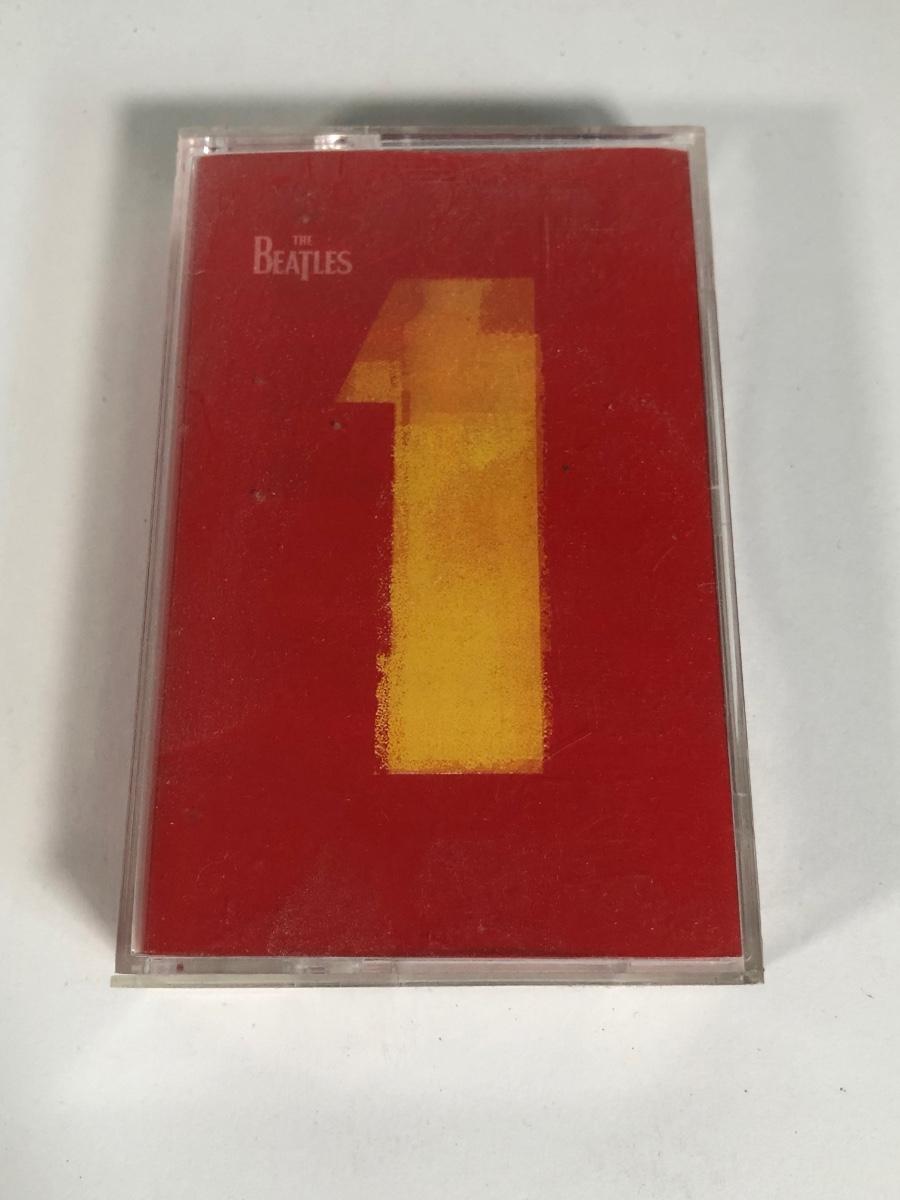 THE
BEATLES
1